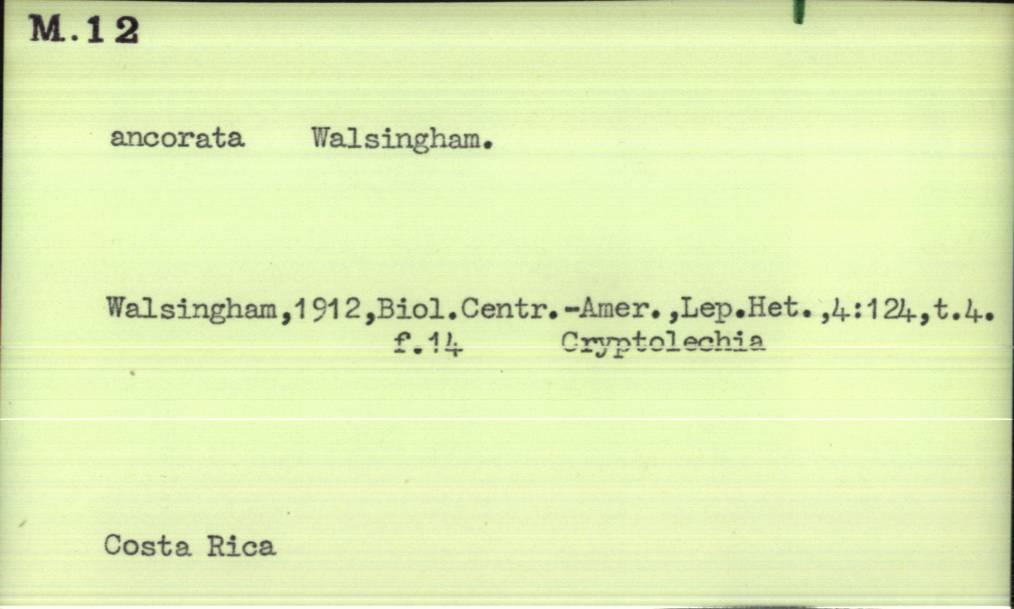 M.12
ancorata Walsingham.
Walsingham,1912,Biol.Centr.-Amer.,Lep.Het.,4:124,t.4.
f.14 Cryptolechia
Costa Rica